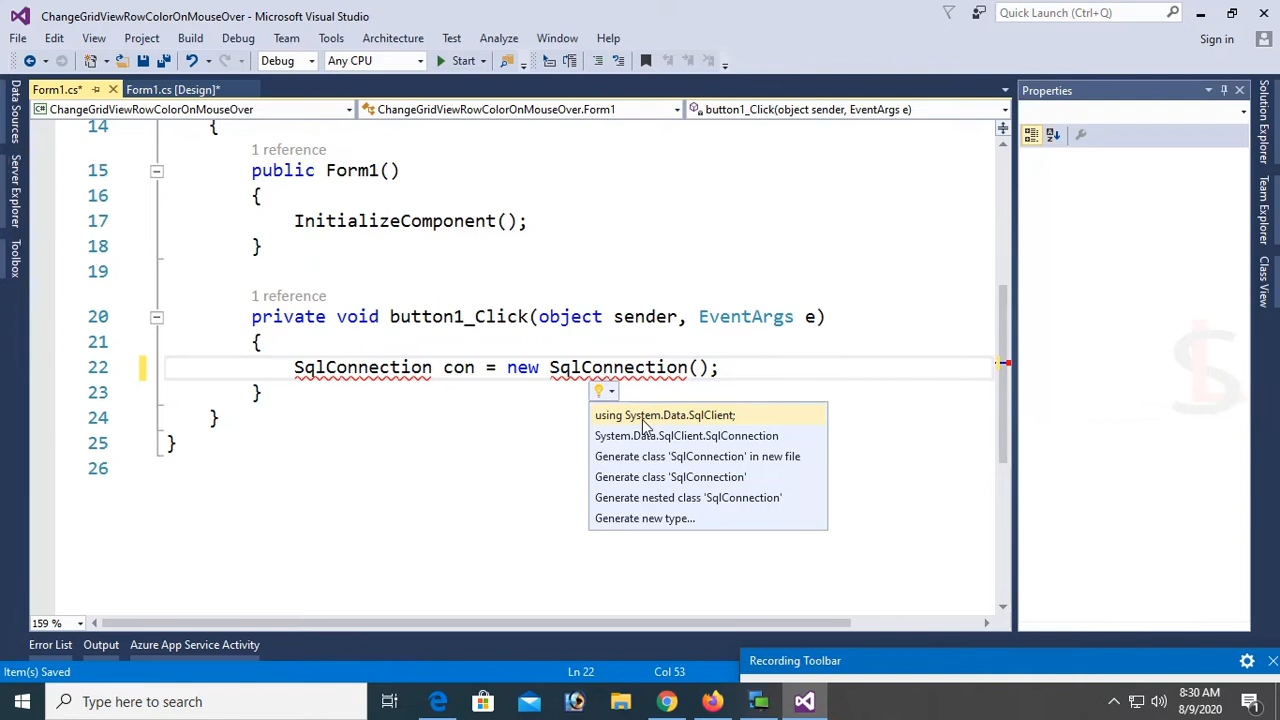 ChangeGridViewRowColorOnMouseOver - Microsoft Visual Studio
Quick Launch (Ctrl+Q)
File Edit View Project Build Debug Team Tools Architecture Test Analyze Window Help
Sign in
Debug Any CPU Start
Form1.cs* Form1.cs [Design]*
Properties
ChangeGridViewRowColorOnMouseOver ChangeGridViewRowColorOnMouseOver.Form1 button1_Click(object sender, EventArgs e)
Data Sources
Server Explorer
Toolbox
14 {
1 reference
15 public Form1()
16 {
17 InitializeComponent();
18 }
19
1 reference
20 private void button1_Click(object sender, EventArgs e)
21 {
22 SqlConnection con = new SqlConnection();
23 }
24 }
25 }
26
using System.Data.SqlClient;
System.Data.SqlClient.SqlConnection
Generate class 'SqlConnection' in new file
Generate class 'SqlConnection'
Generate nested class 'SqlConnection'
Generate new type...
Solution Explorer
Team Explorer
Class View
159 %
Error List Output Azure App Service Activity
Item(s) Saved Ln 22 Col 53
Recording Toolbar
Type here to search
8:30 AM
8/9/2020
1